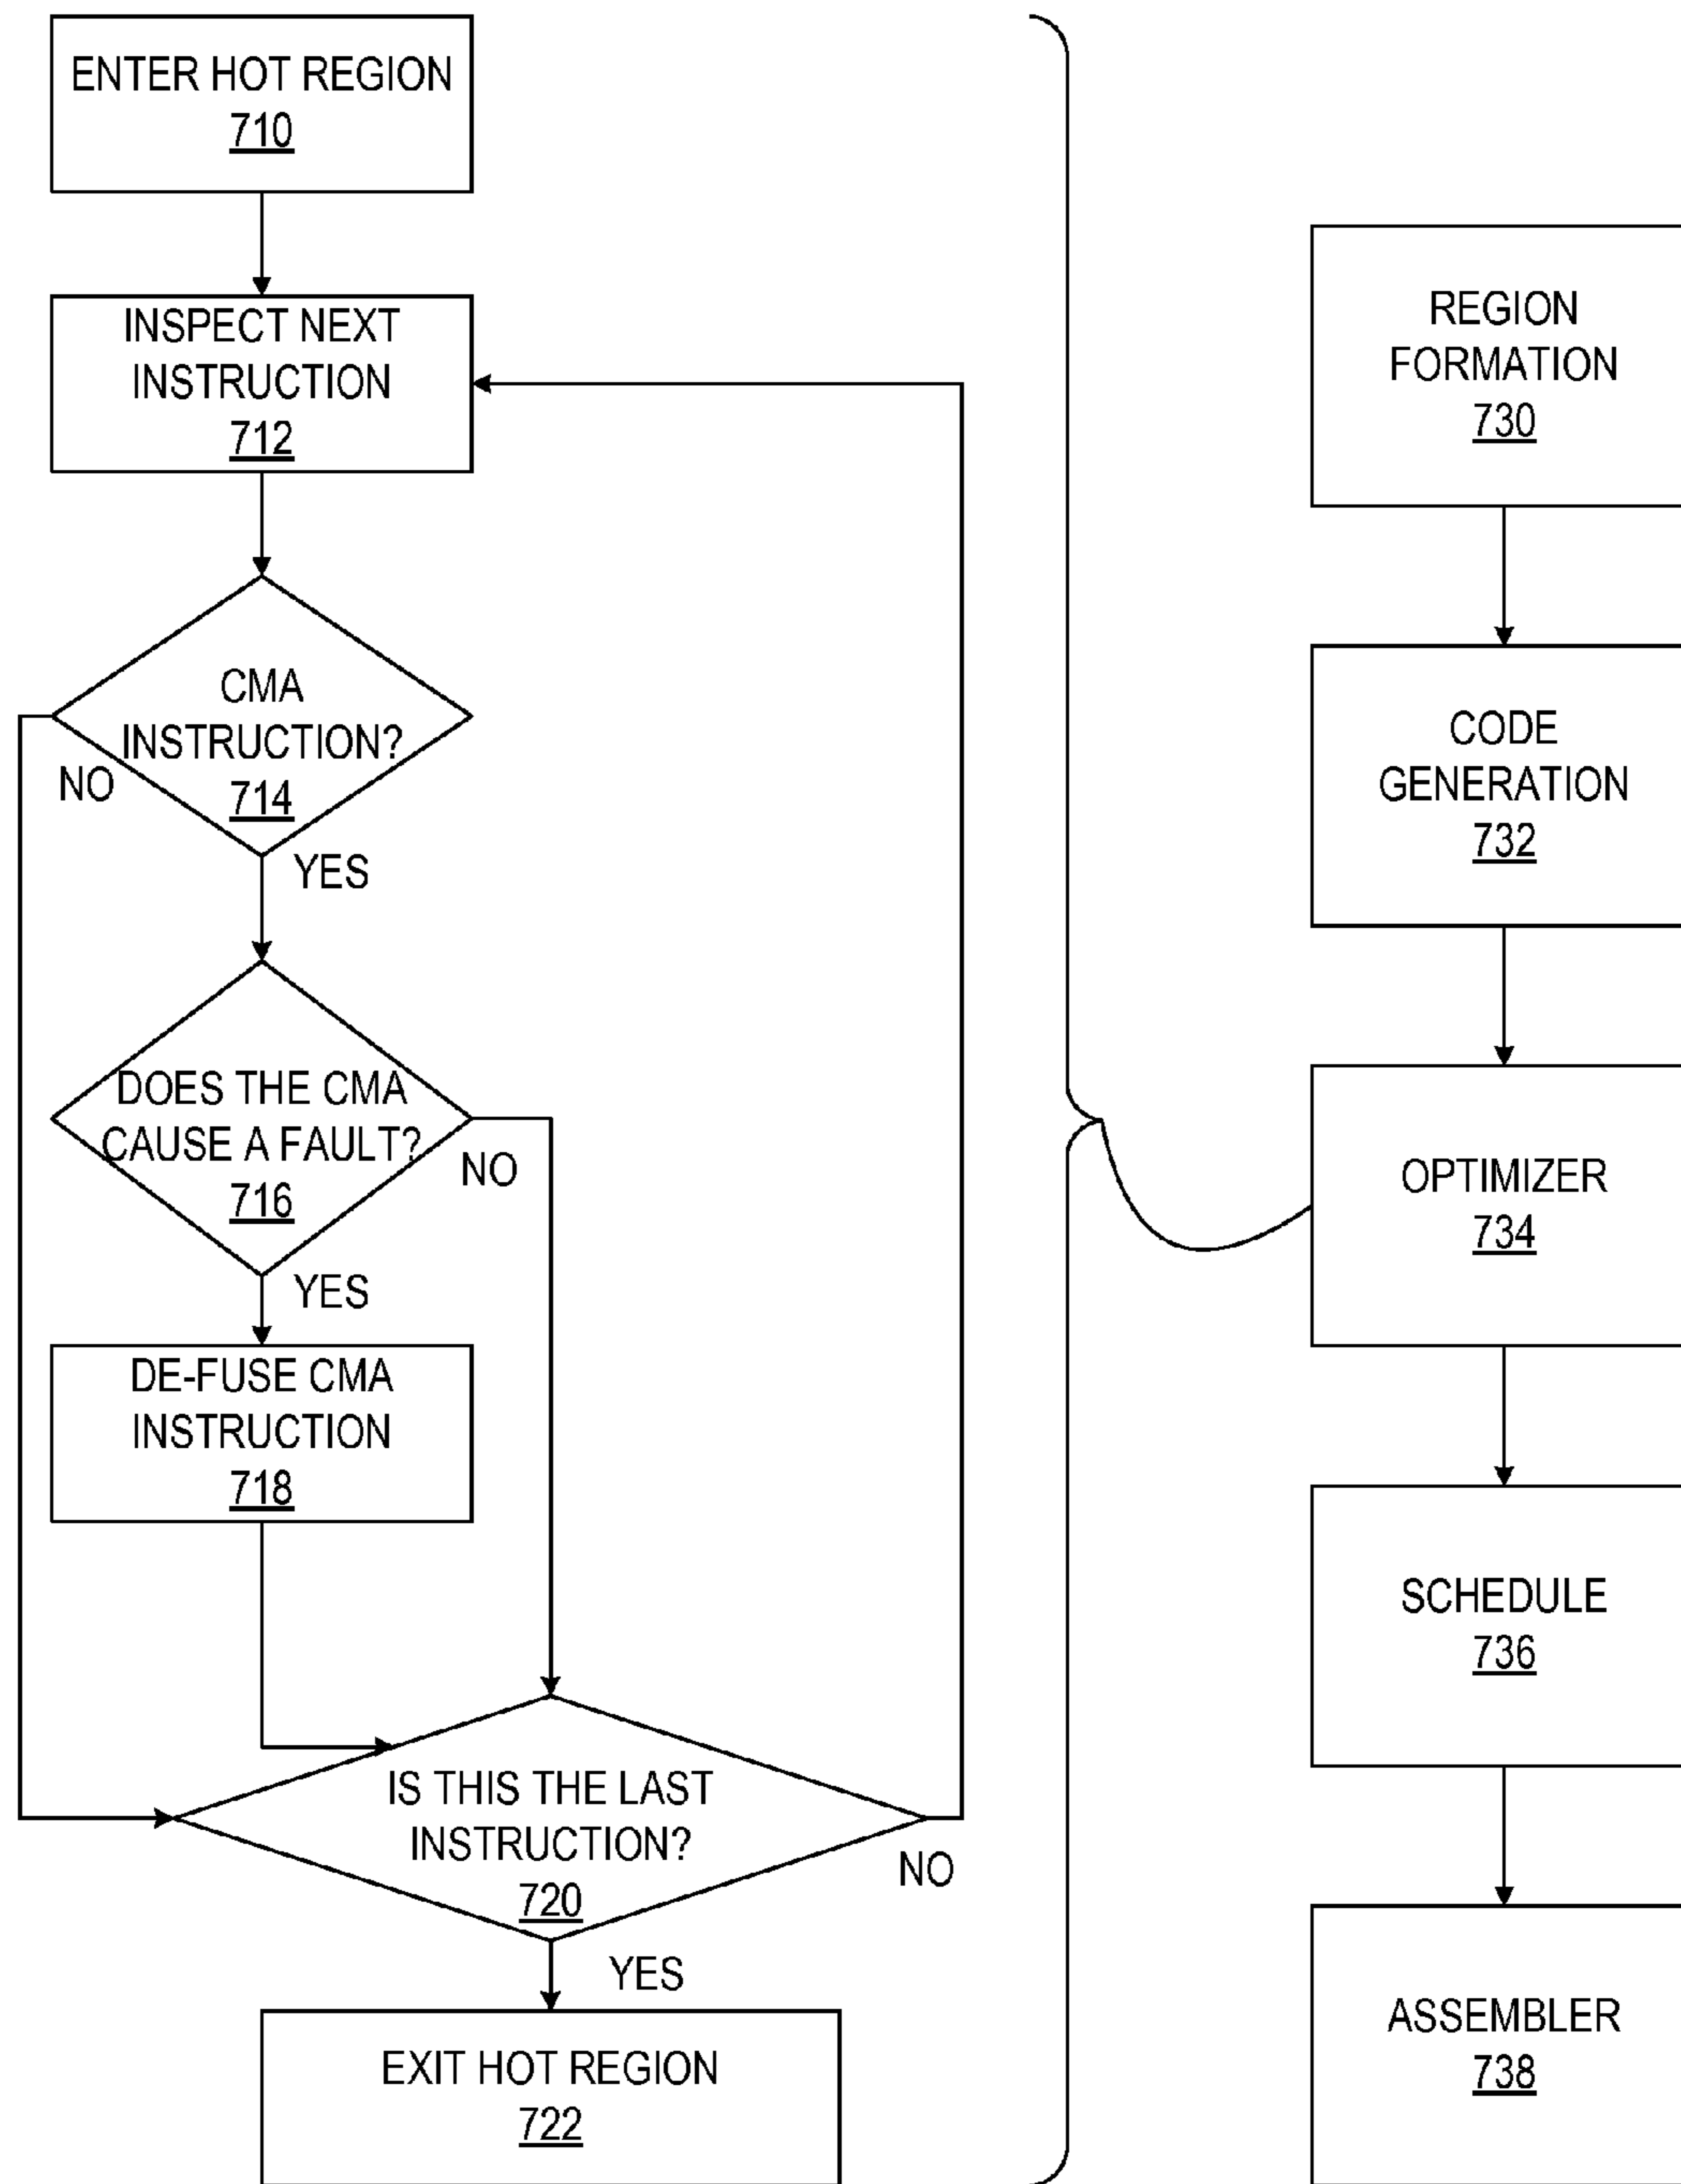 ENTER HOT REGION
710
INSPECT NEXT
INSTRUCTION
712
CMA
INSTRUCTION?
714
NO
YES
DOES THE CMA
CAUSE A FAULT?
716
NO
YES
DE-FUSE CMA
INSTRUCTION
718
IS THIS THE LAST
INSTRUCTION?
720
NO
YES
EXIT HOT REGION
722
REGION
FORMATION
730
CODE
GENERATION
732
OPTIMIZER
734
SCHEDULE
736
ASSEMBLER
738